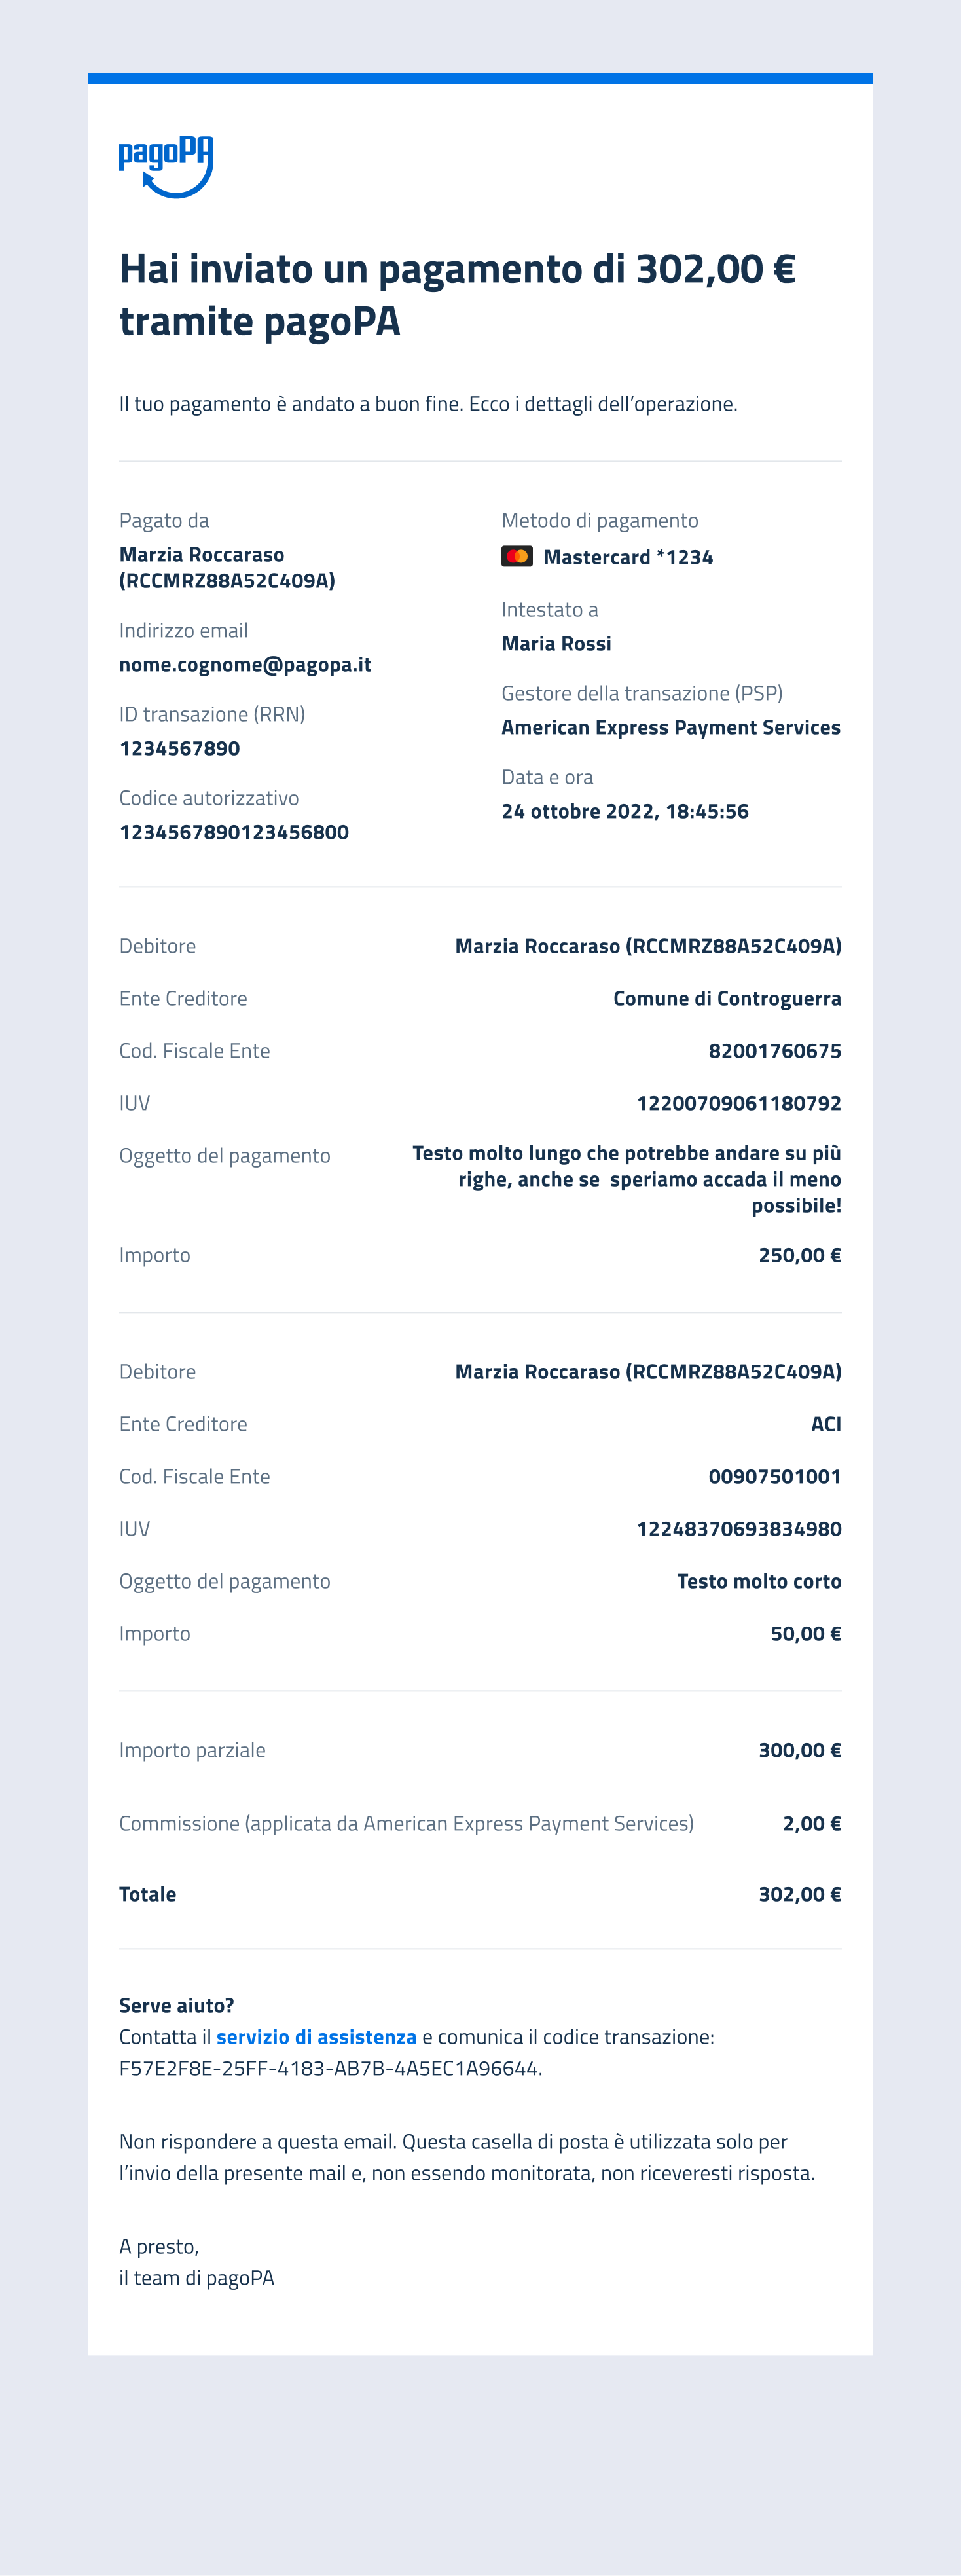 pagoPA
Hai inviato un pagamento di 302,00 €
tramite pagoPA
Il tuo pagamento è andato a buon fine. Ecco i dettagli dell’operazione.
Pagato da
Marzia Roccaraso
(RCCMRZ88A52C409A)
Indirizzo email
nome.cognome@pagopa.it
ID transazione (RRN)
1234567890
Codice autorizzativo
1234567890123456800
Metodo di pagamento
Mastercard *1234
Intestato a
Maria Rossi
Gestore della transazione (PSP)
American Express Payment Services
Data e ora
24 ottobre 2022, 18:45:56
Debitore Marzia Roccaraso (RCCMRZ88A52C409A)
Ente Creditore Comune di Controguerra
Cod. Fiscale Ente 82001760675
IUV 12200709061180792
Oggetto del pagamento Testo molto lungo che potrebbe andare su più
righe, anche se  speriamo accada il meno
possibile!
Importo 250,00 €
Debitore Marzia Roccaraso (RCCMRZ88A52C409A)
Ente Creditore ACI
Cod. Fiscale Ente 00907501001
IUV 12248370693834980
Oggetto del pagamento Testo molto corto
Importo 50,00 €
Importo parziale 300,00 €
Commissione (applicata da American Express Payment Services) 2,00 €
Totale 302,00 €
Serve aiuto?
Contatta il servizio di assistenza e comunica il codice transazione:
F57E2F8E-25FF-4183-AB7B-4A5EC1A96644.
Non rispondere a questa email. Questa casella di posta è utilizzata solo per
l’invio della presente mail e, non essendo monitorata, non riceveresti risposta.
A presto,
il team di pagoPA